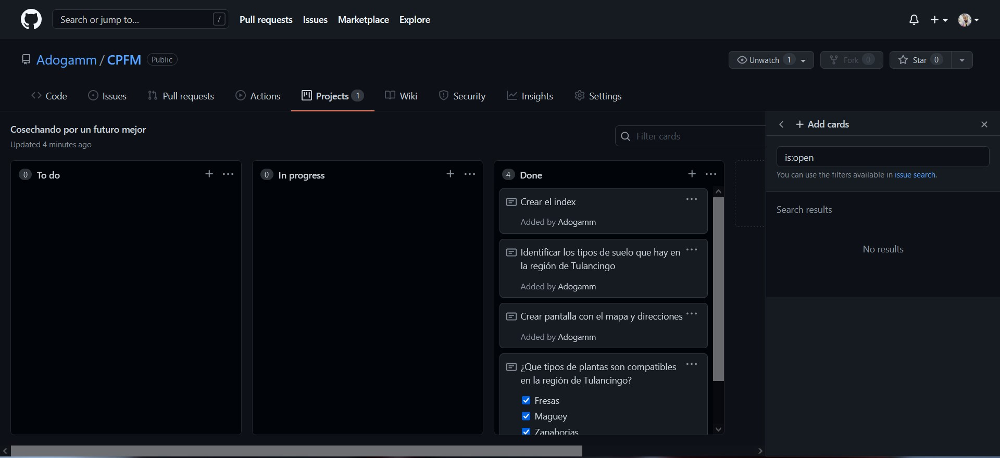 Search or jump to... /
Pull requests Issues Marketplace Explore
Adogamm / CPFM Public
Unwatch 1 Fork 0 Star 0
Code Issues Pull requests Actions Projects 1 Wiki Security Insights Settings
Cosechando por un futuro mejor
Updated 4 minutes ago
Filter cards
0 To do
0 In progress
4 Done
Crear el index
Added by Adogamm
Identificar los tipos de suelo que hay en
la región de Tulancingo
Added by Adogamm
Crear pantalla con el mapa y direcciones
Added by Adogamm
¿Que tipos de plantas son compatibles
en la región de Tulancingo?
Fresas
Maguey
Zanahorias
Add cards
is:open
You can use the filters available in issue search.
Search results
No results